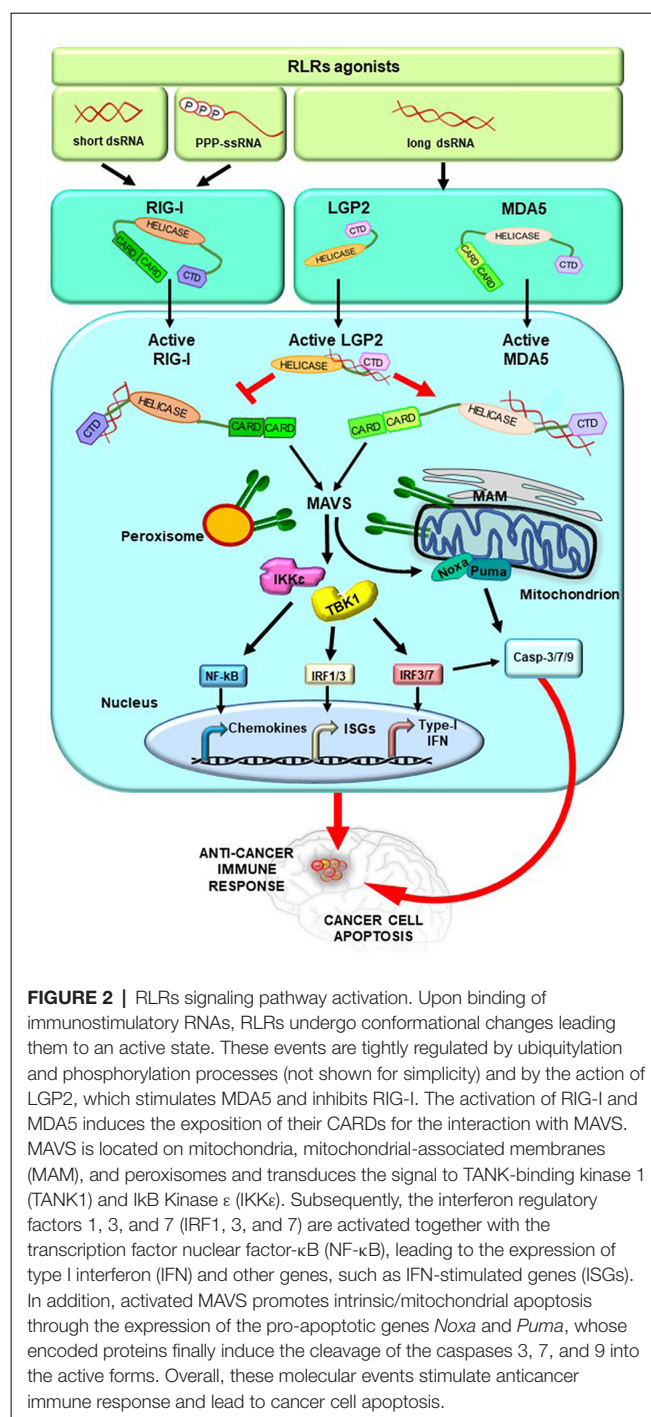 RLRs agonists
short dsRNA
P P P
PPP-ssRNA
long dsRNA
RIG-I
HELICASE
CARD CARD
CTD
LGP2
CTD
HELICASE
MDA5
HELICASE
CARD CARD
CTD
Active
RIG-I
Active LGP2
Active
MDA5
HELICASE CTD
CTD
HELICASE
CARD CARD
CARD CARD
HELICASE
CTD
MAVS
MAM
Peroxisome
Noxa
Puma
Mitochondrion
IKKε
TBK1
Casp-3/7/9
NF-kB
IRF1/3
IRF3/7
Nucleus
Chemokines
ISGs
Type-I
IFN
ANTI-CANCER
IMMUNE
RESPONSE
CANCER CELL
APOPTOSIS
FIGURE 2 | RLRs signaling pathway activation. Upon binding of
immunostimulatory RNAs, RLRs undergo conformational changes leading
them to an active state. These events are tightly regulated by ubiquitylation
and phosphorylation processes (not shown for simplicity) and by the action of
LGP2, which stimulates MDA5 and inhibits RIG-I. The activation of RIG-I and
MDA5 induces the exposition of their CARDs for the interaction with MAVS.
MAVS is located on mitochondria, mitochondrial-associated membranes
(MAM), and peroxisomes and transduces the signal to TANK-binding kinase 1
(TANK1) and IkB Kinase ε (IKKε). Subsequently, the interferon regulatory
factors 1, 3, and 7 (IRF1, 3, and 7) are activated together with the
transcription factor nuclear factor-κB (NF-κB), leading to the expression of
type I interferon (IFN) and other genes, such as IFN-stimulated genes (ISGs).
In addition, activated MAVS promotes intrinsic/mitochondrial apoptosis
through the expression of the pro-apoptotic genes Noxa and Puma, whose
encoded proteins finally induce the cleavage of the caspases 3, 7, and 9 into
the active forms. Overall, these molecular events stimulate anticancer
immune response and lead to cancer cell apoptosis.